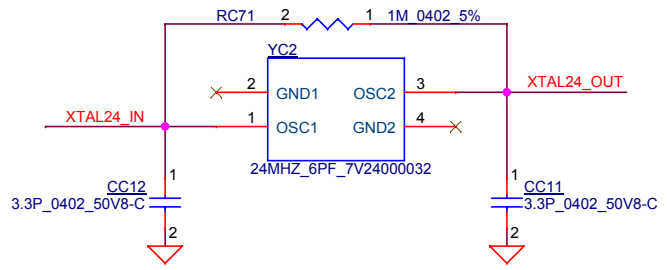 RC71 2 1 1M_0402_5%
YC2
2 GND1 OSC2 3
XTAL24_OUT
XTAL24_IN
1 OSC1 GND2 4
24MHZ_6PF_7V24000032
1 1
CC12 CC11
3.3P_0402_50V8-C 3.3P_0402_50V8-C
2 2